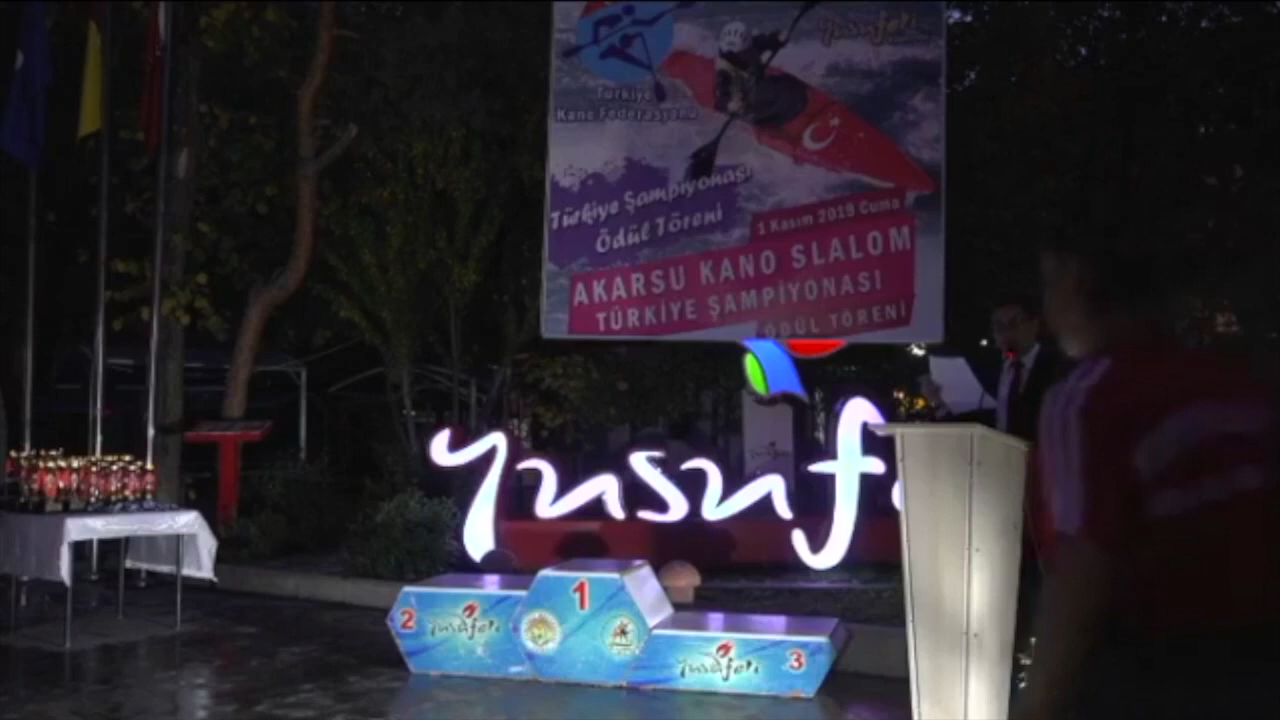 Yusufeli
Türkiye
Kano Federasyonu
Türkiye Şampiyonası
Ödül Töreni
1 Kasım 2019 Cuma
AKARSU KANO SLALOM
TÜRKİYE ŞAMPİYONASI
ÖDÜL TÖRENİ
Yusufe
1
2
Yusufeli
Yusufeli
3